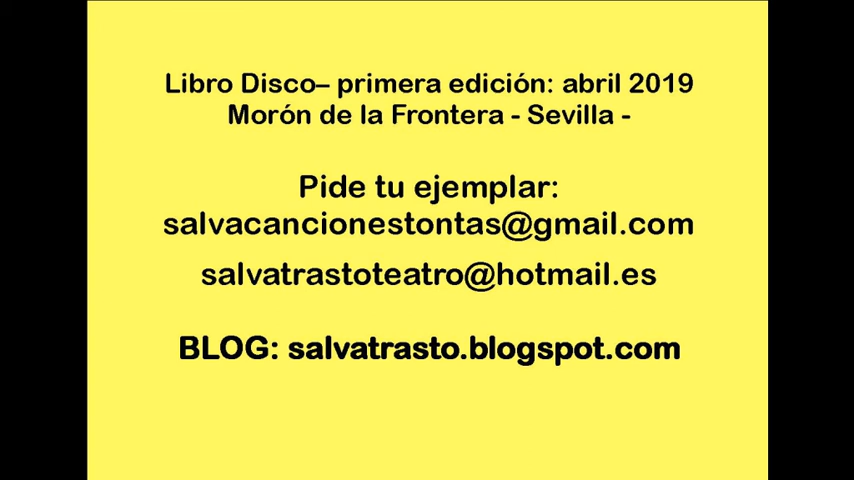 Libro Disco– primera edición: abril 2019
Morón de la Frontera - Sevilla -
Pide tu ejemplar:
salvacancionestontas@gmail.com
salvatrastoteatro@hotmail.es
BLOG: salvatrasto.blogspot.com